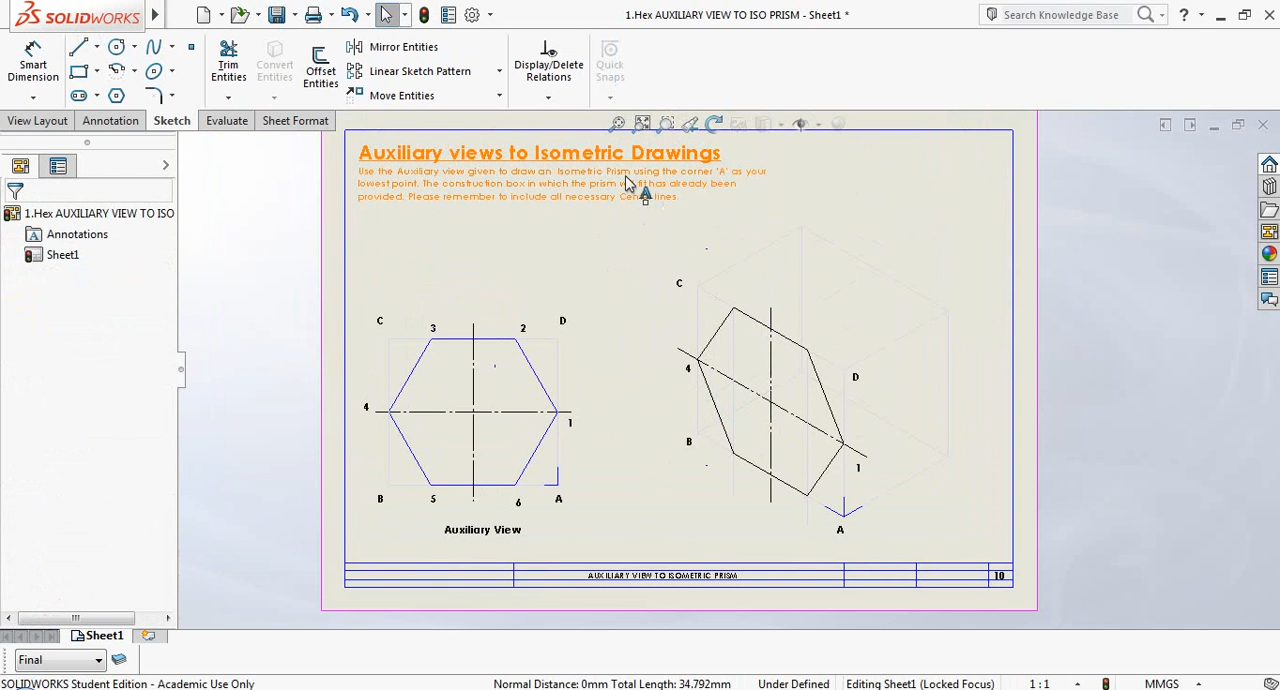 SOLIDWORKS
1.Hex AUXILIARY VIEW TO ISO PRISM - Sheet1 *
Search Knowledge Base
?
Smart Dimension
Trim Entities
Convert Entities
Offset Entities
Mirror Entities
Linear Sketch Pattern
Move Entities
Display/Delete Relations
Quick Snaps
View Layout
Annotation
Sketch
Evaluate
Sheet Format
1.Hex AUXILIARY VIEW TO ISO
Annotations
Sheet1
Auxiliary views to Isometric Drawings
Use the Auxiliary view given to draw an Isometric Prism using the corner 'A' as your
lowest point. The construction box in which the prism fit has already been
provided. Please remember to include all necessary lines.
C
3
2
D
4
1
B
5
6
A
Auxiliary View
C
4
D
B
1
A
AUXILIARY VIEW TO ISOMETRIC PRISM
10
Sheet1
Final
SOLIDWORKS Student Edition - Academic Use Only
Normal Distance: 0mm Total Length: 34.792mm
Under Defined
Editing Sheet1 (Locked Focus)
1 : 1
MMGS